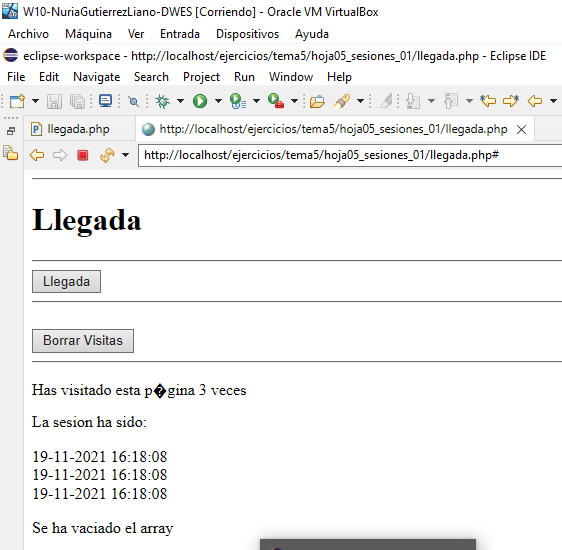 W10-NuriaGutierrezLiano-DWES [Corriendo] - Oracle VM VirtualBox
Archivo Máquina Ver Entrada Dispositivos Ayuda
eclipse-workspace - http://localhost/ejercicios/tema5/hoja05_sesiones_01/llegada.php - Eclipse IDE
File Edit Navigate Search Project Run Window Help
llegada.php http://localhost/ejercicios/tema5/hoja05_sesiones_01/llegada.php
http://localhost/ejercicios/tema5/hoja05_sesiones_01/llegada.php#
Llegada
Llegada
Borrar Visitas
Has visitado esta p�gina 3 veces
La sesion ha sido:
19-11-2021 16:18:08
19-11-2021 16:18:08
19-11-2021 16:18:08
Se ha vaciado el array